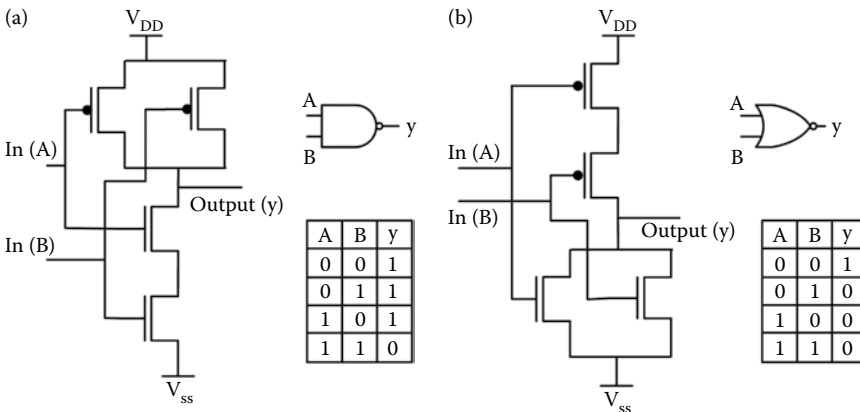 (a)
V_DD
In (A)
In (B)
Output (y)
V_ss
A
B
y
A B y
0 0 1
0 1 1
1 0 1
1 1 0
(b)
V_DD
In (A)
In (B)
Output (y)
V_ss
A
B
y
A B y
0 0 1
0 1 0
1 0 0
1 1 0